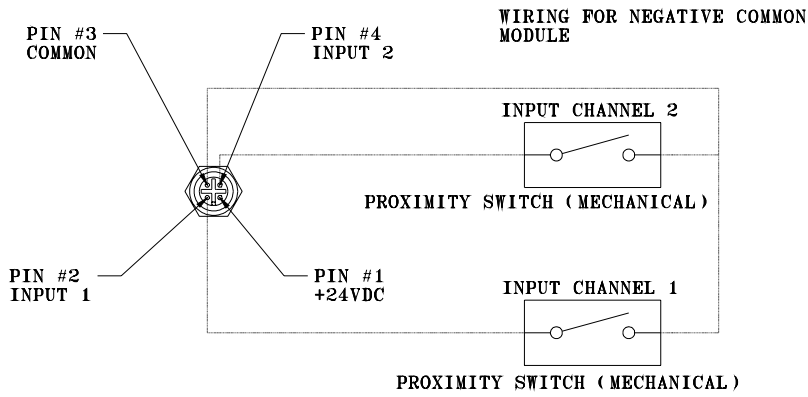 WIRING FOR NEGATIVE COMMON
MODULE
PIN #3
COMMON
PIN #4
INPUT 2
INPUT CHANNEL 2
PROXIMITY SWITCH (MECHANICAL)
PIN #2
INPUT 1
PIN #1
+24VDC
INPUT CHANNEL 1
PROXIMITY SWITCH (MECHANICAL)